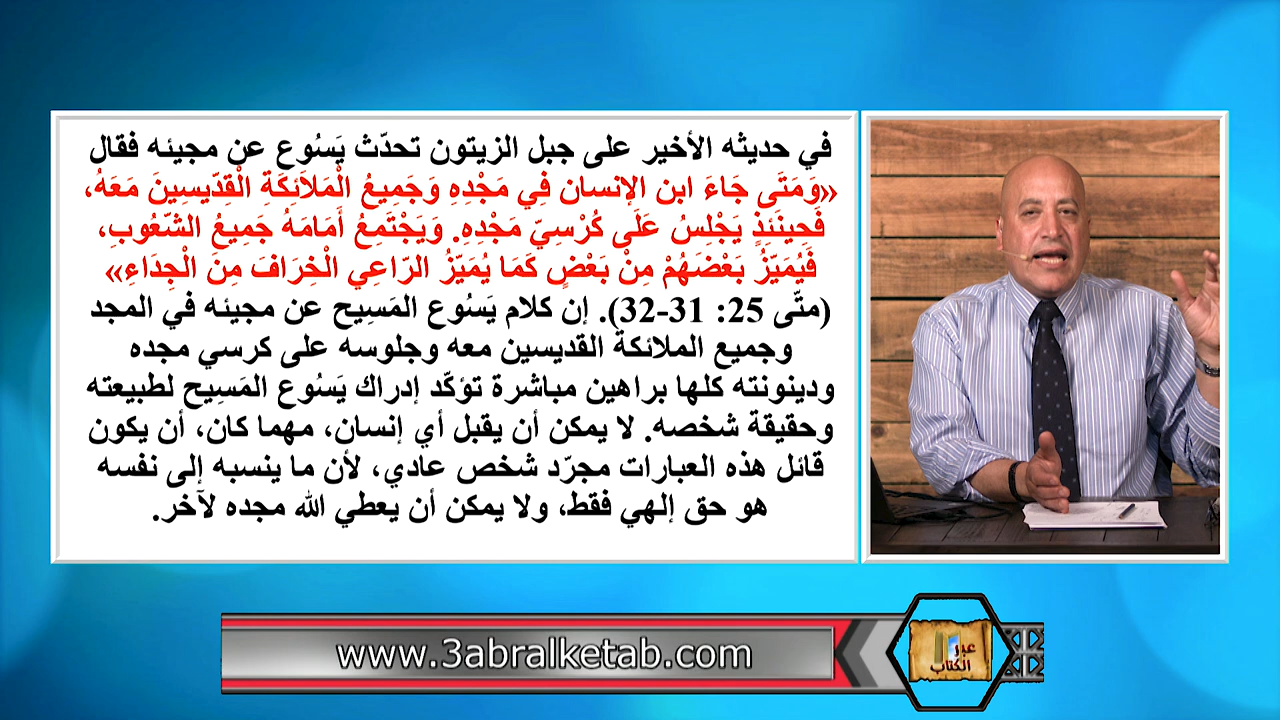 في حديثه الأخير على جبل الزيتون تحدّث يَسُوع عن مجيئه فقال
«وَمَتَى جَاءَ ابن الإنسان فِي مَجْدِهِ وَجَمِيعُ الْمَلاَئِكَة الْقِدّيسِينَ مَعَهُ،
فَحِينَئِذٍ يَجْلِسُ عَلَى كُرْسِيّ مَجْدِهِ. وَيَجْتَمِعُ أَمَامَهُ جَمِيعُ الشّعُوبِ،
فَيُمَيّزُ بَعْضَهُمْ مِنْ بَعْضٍ كَمَا يُمَيّزُ الرّاعِي الْخِرَافَ مِنَ الْجِدَاءِ»
(متّى 25: 31-32). إن كلام يَسُوع المَسِيح عن مجيئه في المجد
وجميع الملائكة القديسين معه وجلوسه على كرسي مجده
ودينونته كلها براهين مباشرة تؤكّد إدراك يَسُوع المَسِيح لطبيعته
وحقيقة شخصه. لا يمكن أن يقبل أي إنسان، مهما كان، أن يكون
قائل هذه العبارات مجرّد شخص عادي، لأن ما ينسبه إلى نفسه
هو حق إلهي فقط، ولا يمكن أن يعطي الله مجده لآخر.
www.3abralketab.com
عبر
الكتاب